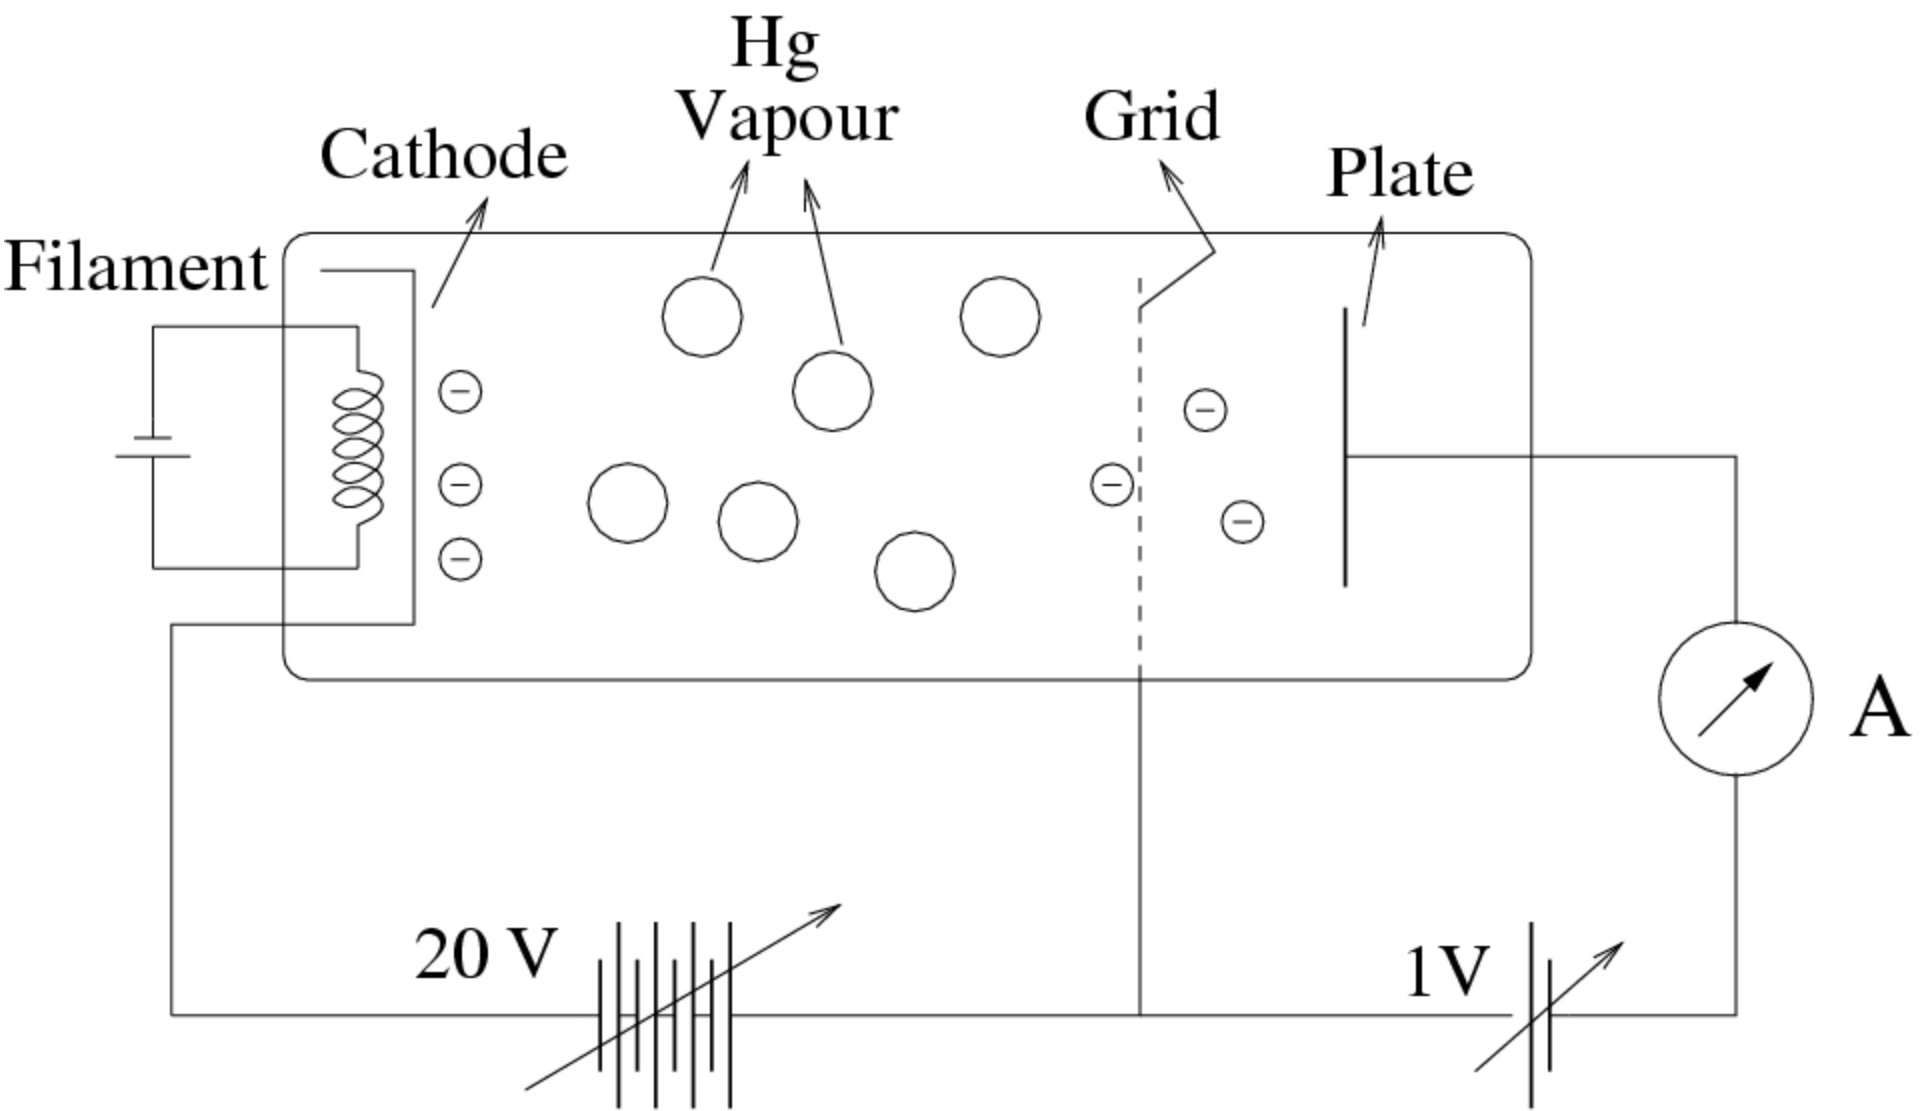 Hg
Vapour
Grid
Cathode
Plate
Filament
A
20 V
1V